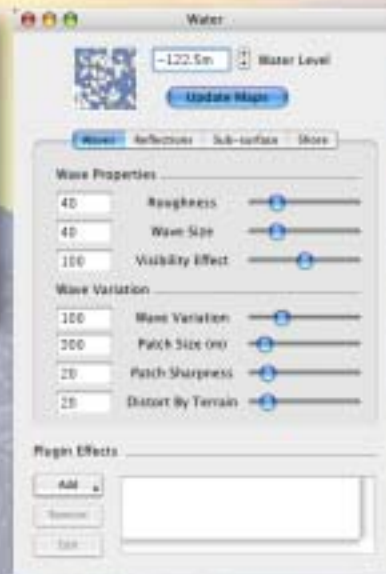 Water
-122.5m Water Level
Update Maps
Waves Reflections Sub-surface Shore
Wave Properties
40 Roughness
40 Wave Size
100 Visibility Effect
Wave Variation
100 Wave Variation
300 Patch Size (m)
20 Patch Sharpness
20 Distort By Terrain
Plugin Effects
Add
Remove
Edit